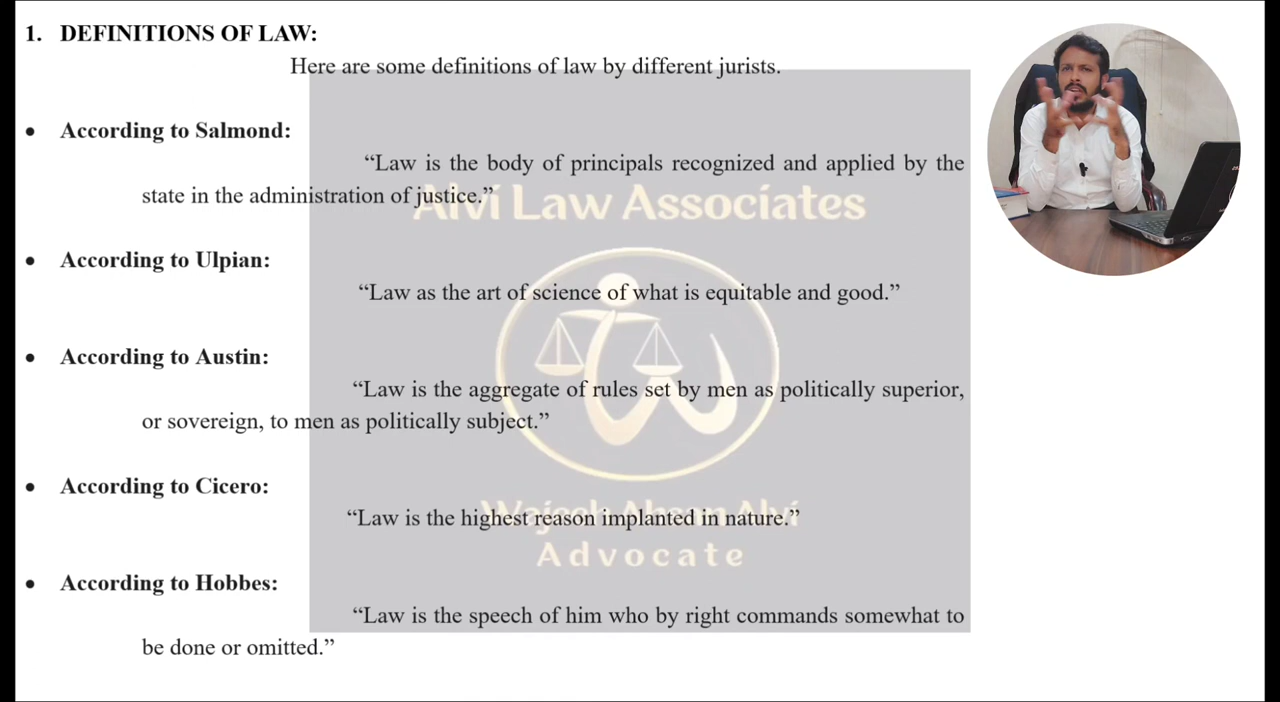 1. DEFINITIONS OF LAW:
Here are some definitions of law by different jurists.
• According to Salmond:
“Law is the body of principals recognized and applied by the
state in the administration of justice.”
Alvi Law Associates
• According to Ulpian:
“Law as the art of science of what is equitable and good.”
• According to Austin:
“Law is the aggregate of rules set by men as politically superior,
or sovereign, to men as politically subject.”
• According to Cicero:
“Law is the highest reason implanted in nature.”
Wajeeh Ahsan Alvi
Advocate
• According to Hobbes:
“Law is the speech of him who by right commands somewhat to
be done or omitted.”